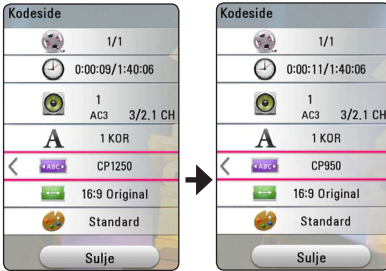 Kodeside
1/1
0:00:09/1:40:06
1
AC3 3/2.1 CH
A 1 KOR
ABC CP1250
16:9 Original
Standard
Sulje
Kodeside
1/1
0:00:11/1:40:06
1
AC3 3/2.1 CH
A 1 KOR
ABC CP950
16:9 Original
Standard
Sulje